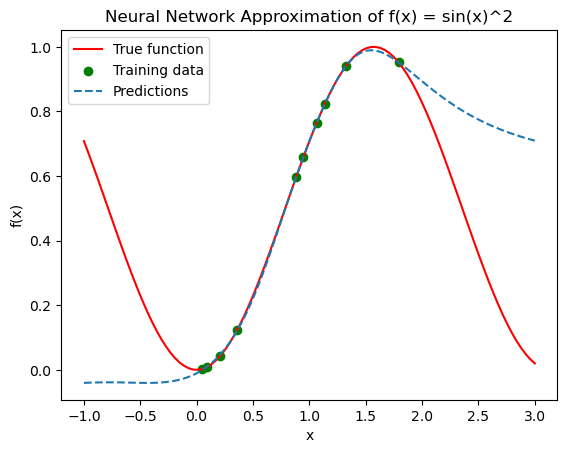 Neural Network Approximation of f(x) = sin(x)^2
True function
Training data
Predictions
1.0
0.8
0.6
0.4
0.2
0.0
f(x)
−1.0 −0.5 0.0 0.5 1.0 1.5 2.0 2.5 3.0
x